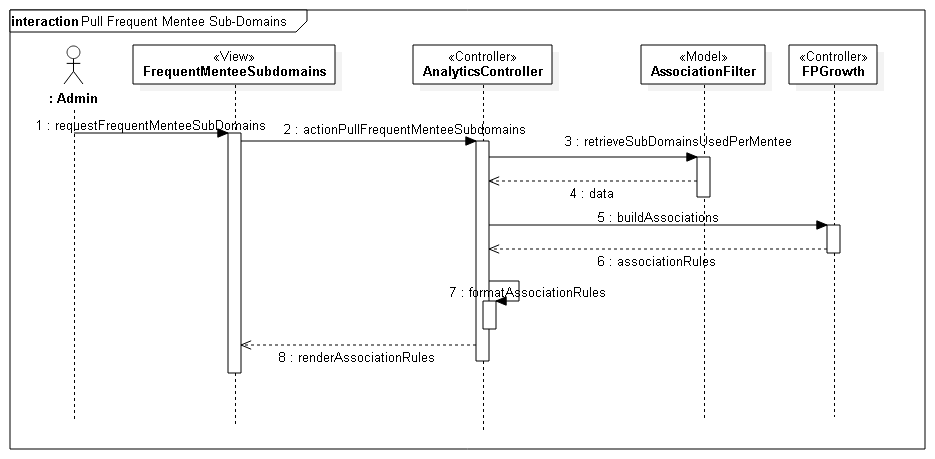 interaction Pull Frequent Mentee Sub-Domains
«View»
FrequentMenteeSubdomains
«Controller»
AnalyticsController
«Model»
AssociationFilter
«Controller»
FPGrowth
: Admin
1 : requestFrequentMenteeSubDomains
2 : actionPullFrequentMenteeSubdomains
3 : retrieveSubDomainsUsedPerMentee
4 : data
5 : buildAssociations
6 : associationRules
7 : formatAssociationRules
8 : renderAssociationRules